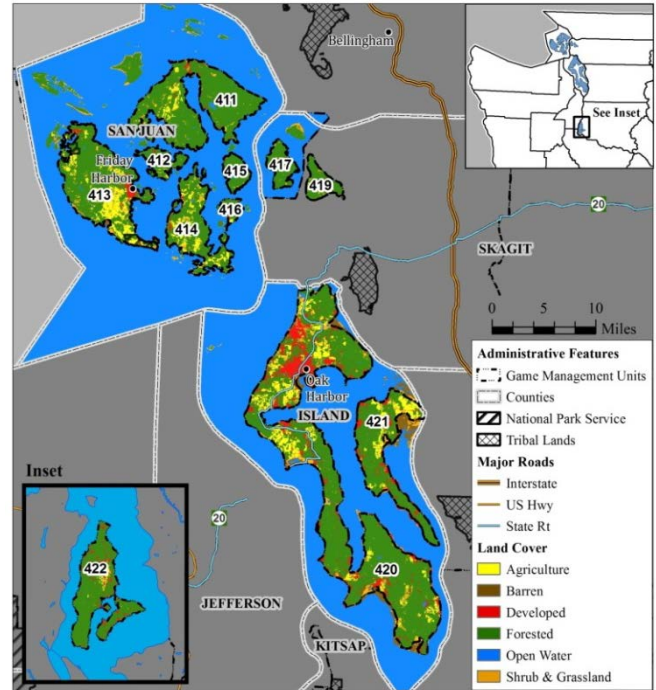 Bellingham
See Inset
411
SAN JUAN
412
Friday
Harbor
413
415
417
419
416
414
20
SKAGIT
0
5
10
Miles
Oak
Harbor
ISLAND
421
Administrative Features
Game Management Units
Counties
National Park Service
Tribal Lands
Major Roads
Interstate
US Hwy
State Rt
Land Cover
Agriculture
Barren
Developed
Forested
Open Water
Shrub & Grassland
Inset
422
20
JEFFERSON
420
KITSAP